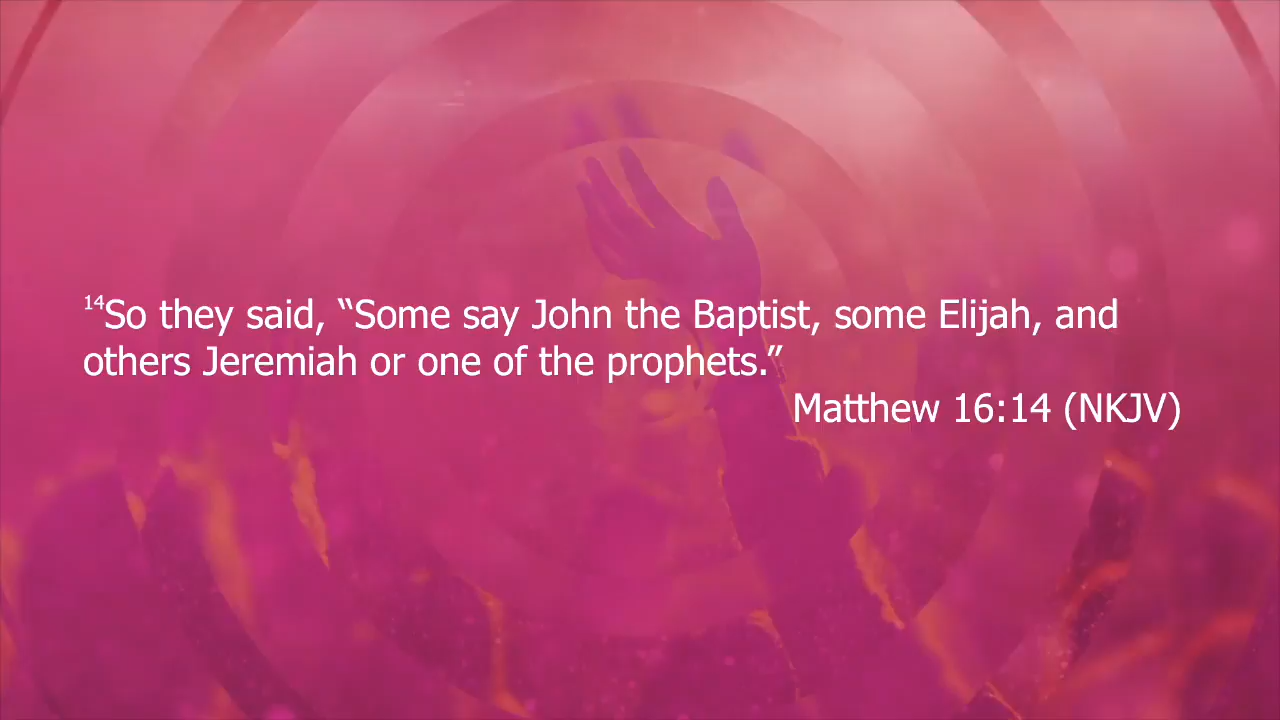 14So they said, “Some say John the Baptist, some Elijah, and
others Jeremiah or one of the prophets.”
Matthew 16:14 (NKJV)